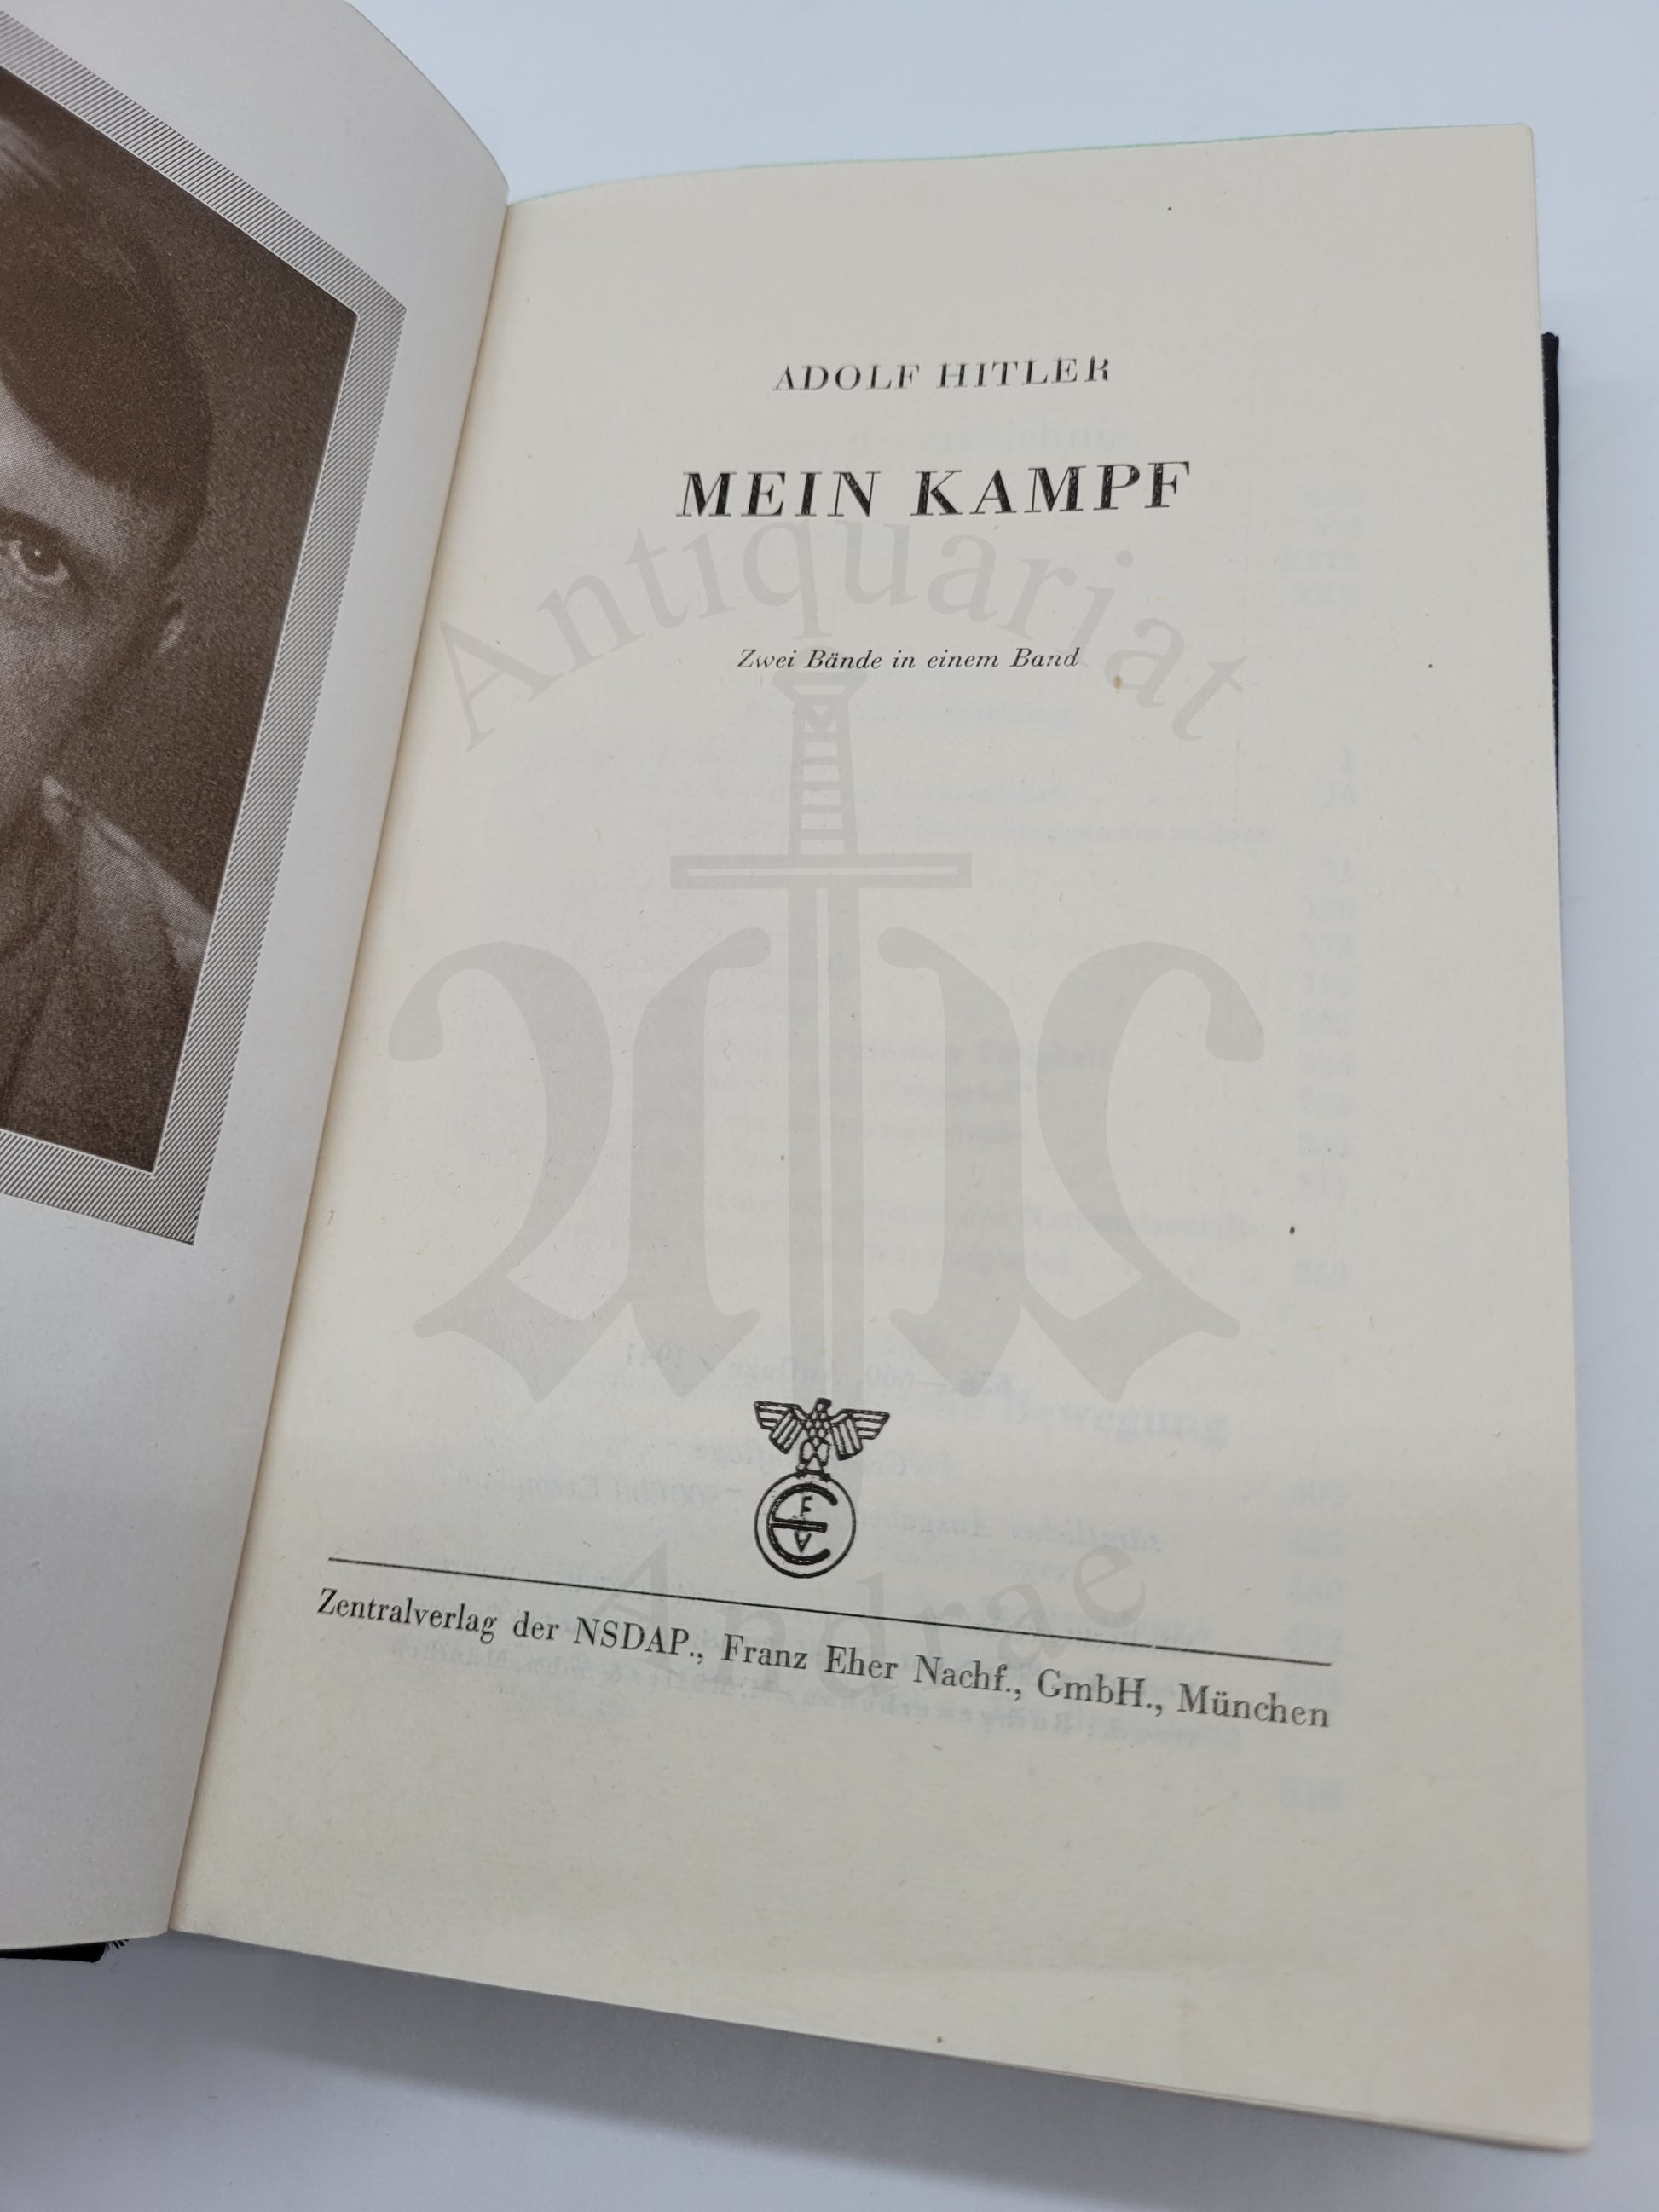 ADOLF HITLER
MEIN KAMPF
Antiquariat
Zwei Bände in einem Band
F
E
V
Andrae
Zentralverlag der NSDAP., Franz Eher Nachf., GmbH., München